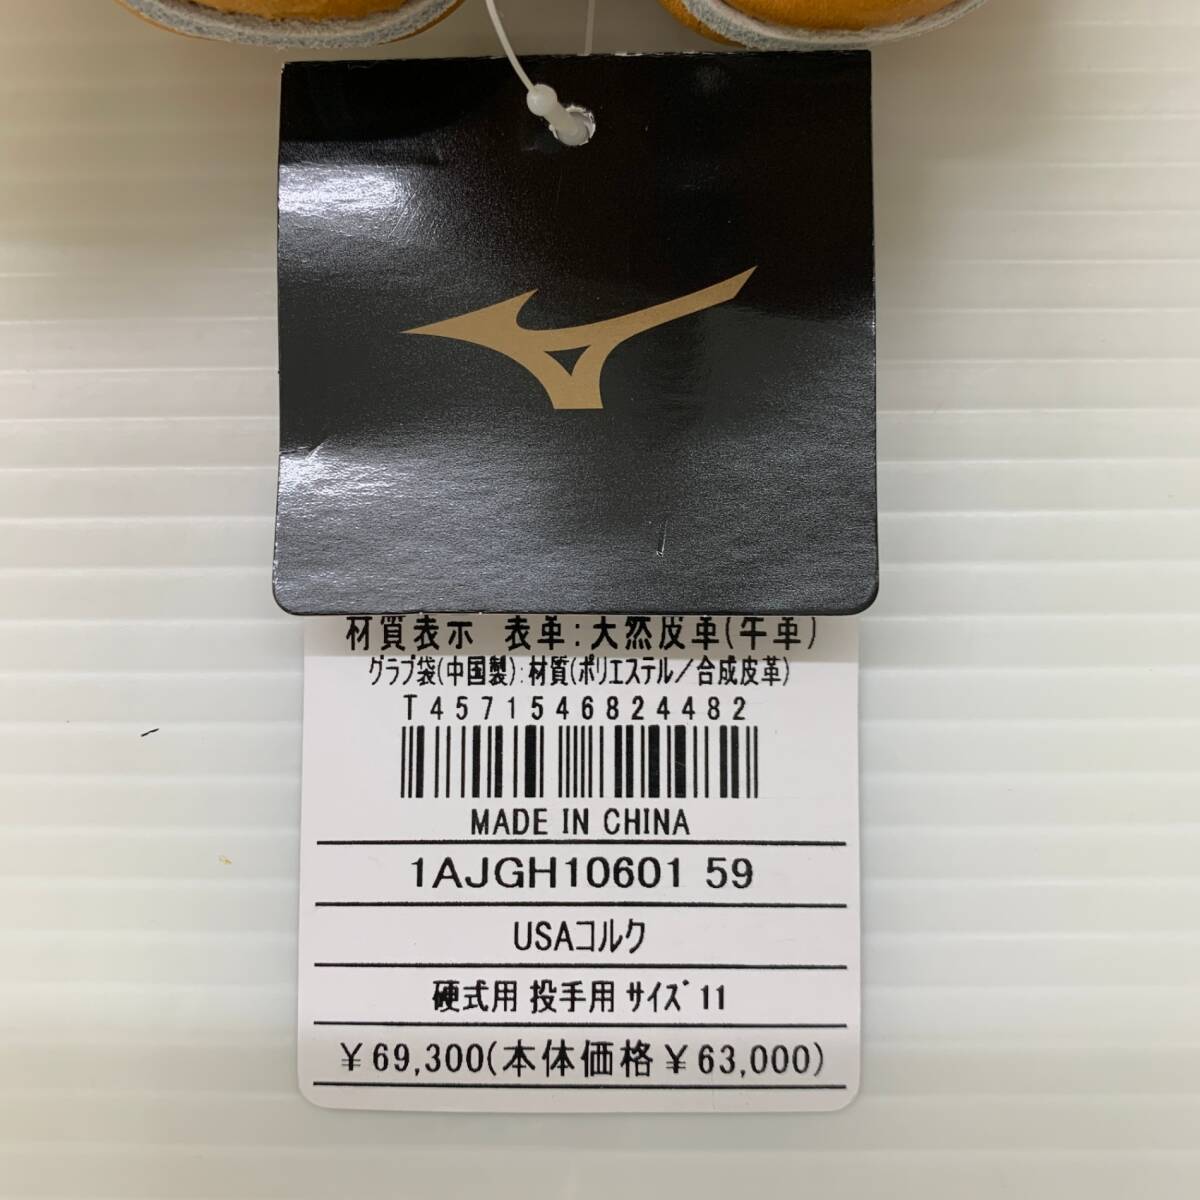 材質表示　表革:天然皮革(牛革)
グラブ袋(中国製):材質(ポリエステル/合成皮革)
T4571546824482
MADE IN CHINA
1AJGH10601 59
USAコルク
硬式用 投手用 サイズ 11
¥69,300(本体価格¥63,000)